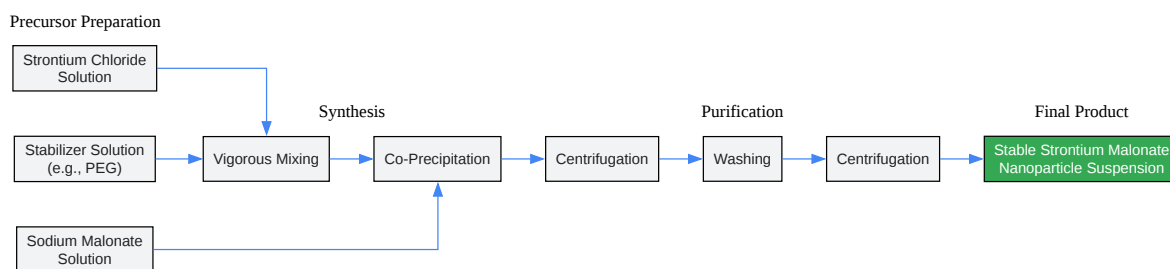 Precursor Preparation
Strontium Chloride
Solution
Synthesis
Purification
Final Product
Stabilizer Solution
(e.g., PEG)
Vigorous Mixing
Co-Precipitation
Centrifugation
Washing
Centrifugation
Stable Strontium Malonate
Nanoparticle Suspension
Sodium Malonate
Solution